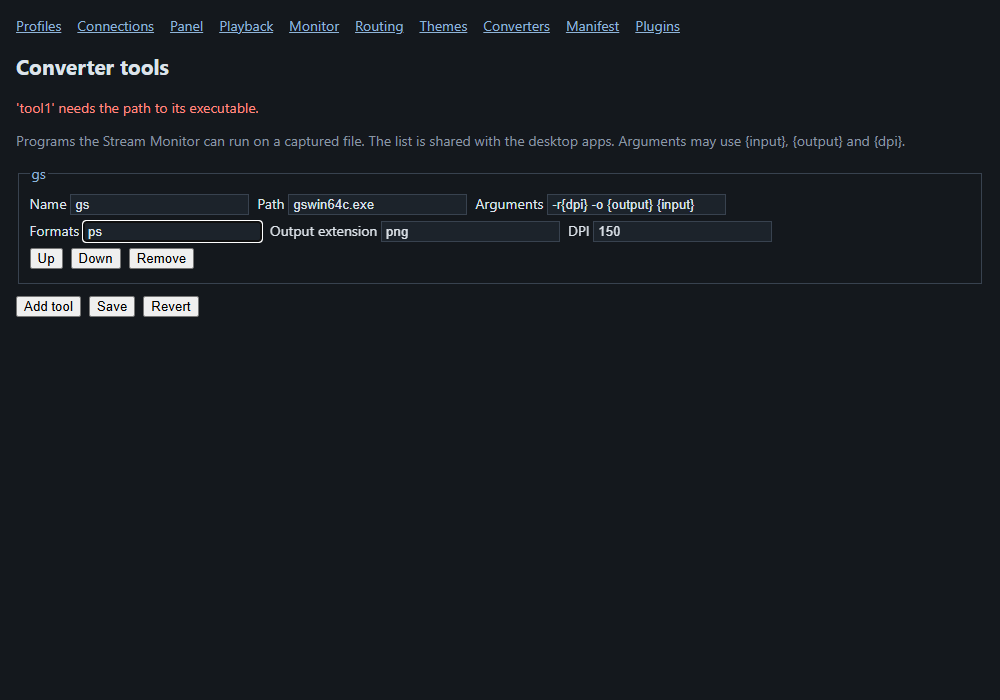 Profiles Connections Panel Playback Monitor Routing Themes Converters Manifest Plugins
Converter tools
'tool1' needs the path to its executable.
Programs the Stream Monitor can run on a captured file. The list is shared with the desktop apps. Arguments may use {input}, {output} and {dpi}.
gs
Name gs Path gswin64c.exe Arguments -r{dpi} -o {output} {input}
Formats ps Output extension png DPI 150
Up Down Remove
Add tool Save Revert